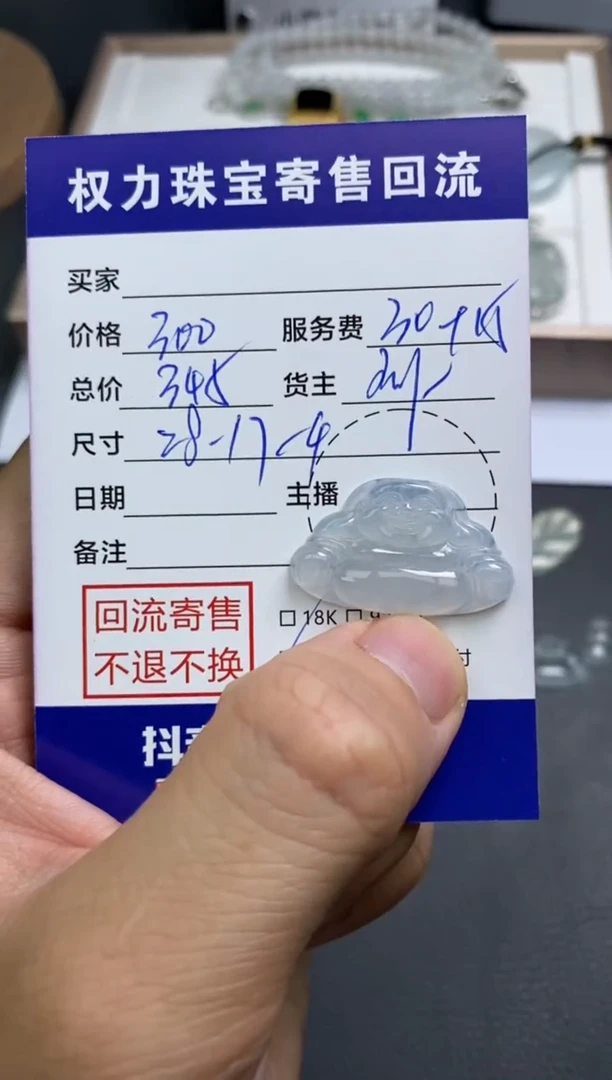 权力珠宝寄售回流
买家
价格 300 服务费 30+15
总价 345 货主
尺寸 28-17-4
日期 主播
备注
回流寄售
不退不换
□ 18K □
付
抖